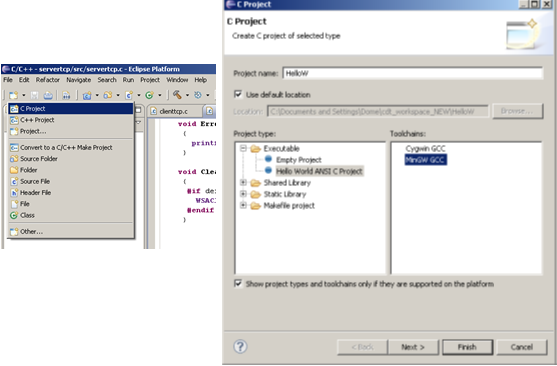 C/C++ - servertcp/src/servertcp.c - Eclipse Platform
File Edit Refactor Navigate Search Run Project Window Help
C Project
C++ Project
Project...
Convert to a C/C++ Make Project
Source Folder
Folder
Source File
Header File
File
Class
Other...
clienttcp.c
void Erro
{
print
}
void Clea
{
#if de
WSACl
#endif
}
C Project
C Project
Create C project of selected type
Project name: HelloW
Use default location
Location: C:\Documents and Settings\Dome\cdt_workspace_NEW\HelloW Browse...
Project type: Toolchains:
Executable Cygwin GCC
Empty Project MinGW GCC
Hello World ANSI C Project
Shared Library
Static Library
Makefile project
Show project types and toolchains only if they are supported on the platform
? < Back Next > Finish Cancel